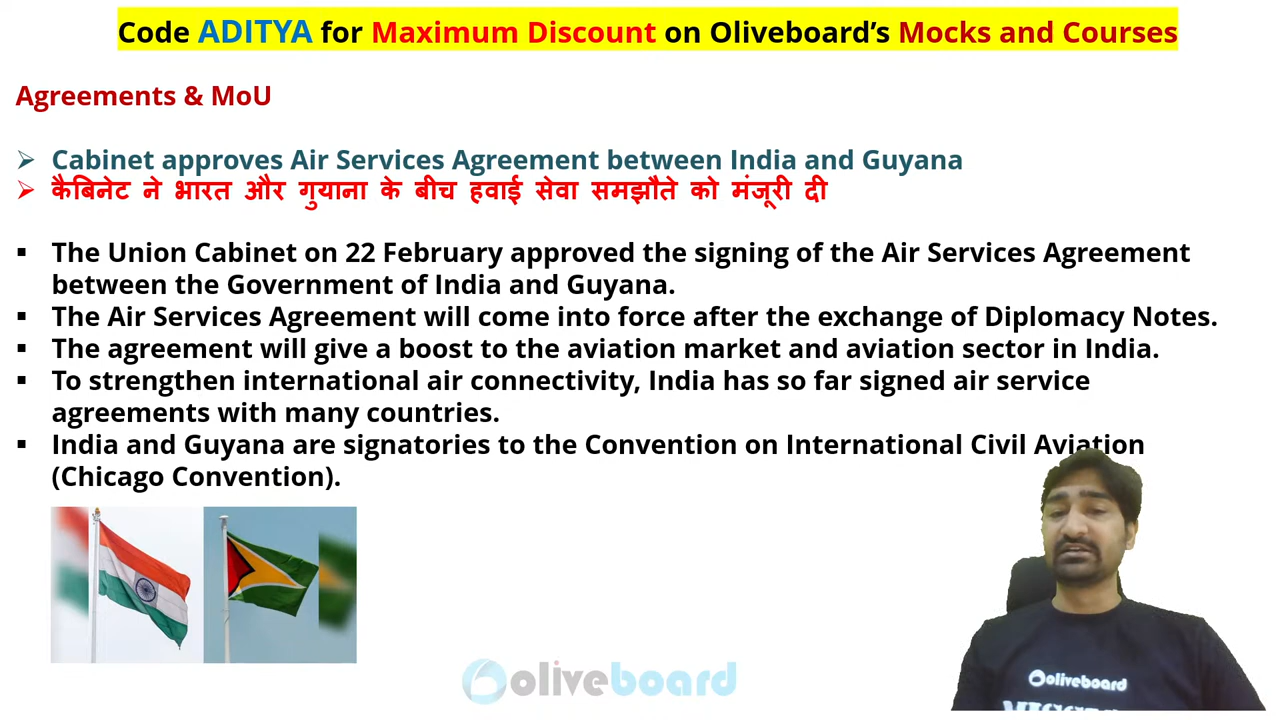 Code ADITYA for Maximum Discount on Oliveboard’s Mocks and Courses
Agreements & MoU
➢ Cabinet approves Air Services Agreement between India and Guyana
➢ कैबिनेट ने भारत और गुयाना के बीच हवाई सेवा समझौते को मंजूरी दी
▪ The Union Cabinet on 22 February approved the signing of the Air Services Agreement
between the Government of India and Guyana.
▪ The Air Services Agreement will come into force after the exchange of Diplomacy Notes.
▪ The agreement will give a boost to the aviation market and aviation sector in India.
▪ To strengthen international air connectivity, India has so far signed air service
agreements with many countries.
▪ India and Guyana are signatories to the Convention on International Civil Aviation
(Chicago Convention).
oliveboard
oliveboard